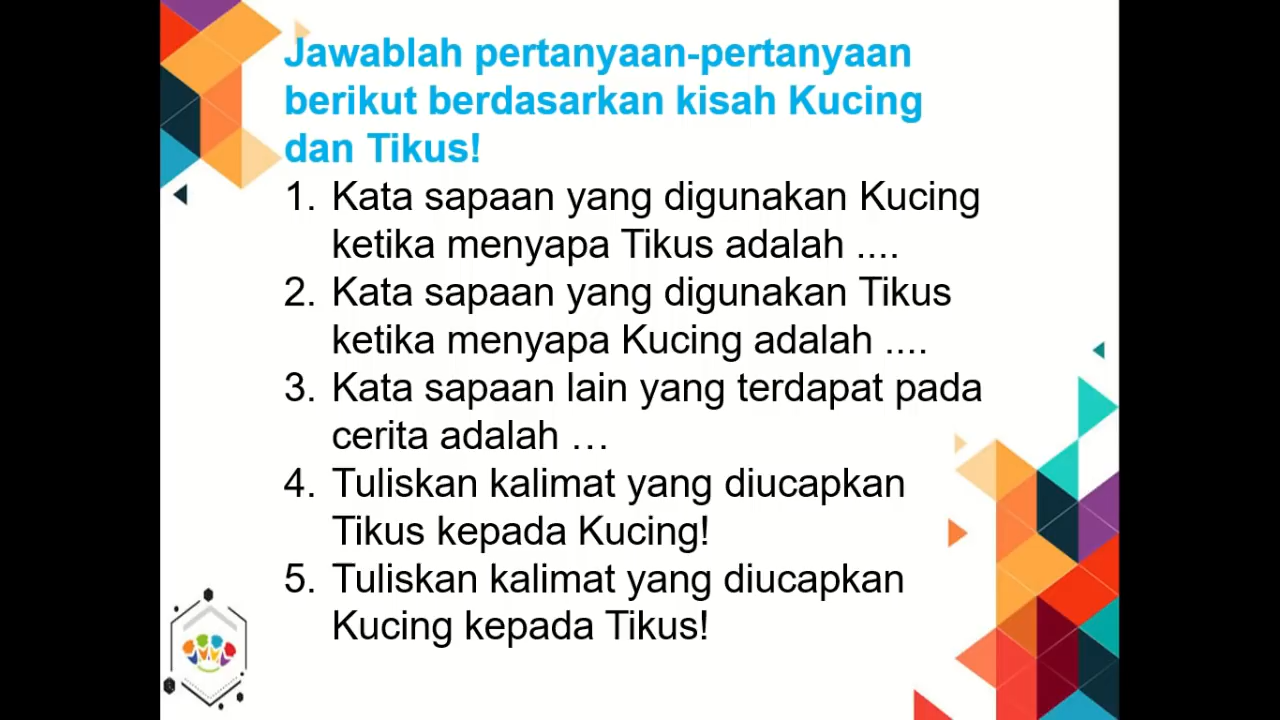 Jawablah pertanyaan-pertanyaan
berikut berdasarkan kisah Kucing
dan Tikus!
1. Kata sapaan yang digunakan Kucing
ketika menyapa Tikus adalah ....
2. Kata sapaan yang digunakan Tikus
ketika menyapa Kucing adalah ....
3. Kata sapaan lain yang terdapat pada
cerita adalah …
4. Tuliskan kalimat yang diucapkan
Tikus kepada Kucing!
5. Tuliskan kalimat yang diucapkan
Kucing kepada Tikus!